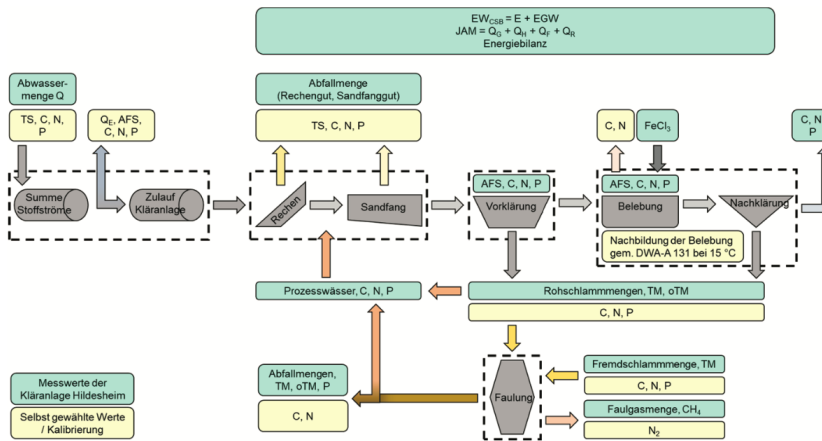 EW_CSB = E + EGW
JAM = Q_G + Q_H + Q_F + Q_R
Energiebilanz
Abwasser-
menge Q
TS, C, N,
P
Q_E, AFS,
C, N, P
Abfallmenge
(Rechengut, Sandfanggut)
TS, C, N, P
C, N
FeCl₃
C, N
P
Summe
Stoffströme
Zulauf
Kläranlage
Rechen
Sandfang
AFS, C, N, P
Vorklärung
AFS, C, N, P
Belebung
Nachklärung
Nachbildung der Belebung
gem. DWA-A 131 bei 15 °C
Prozesswässer, C, N, P
Rohschlammmengen, TM, oTM
C, N, P
Abfallmengen,
TM, oTM, P
C, N
Faulung
Fremdschlammmenge, TM
C, N, P
Faulgasmenge, CH₄
N₂
Messwerte der
Kläranlage Hildesheim
Selbst gewählte Werte
/ Kalibrierung